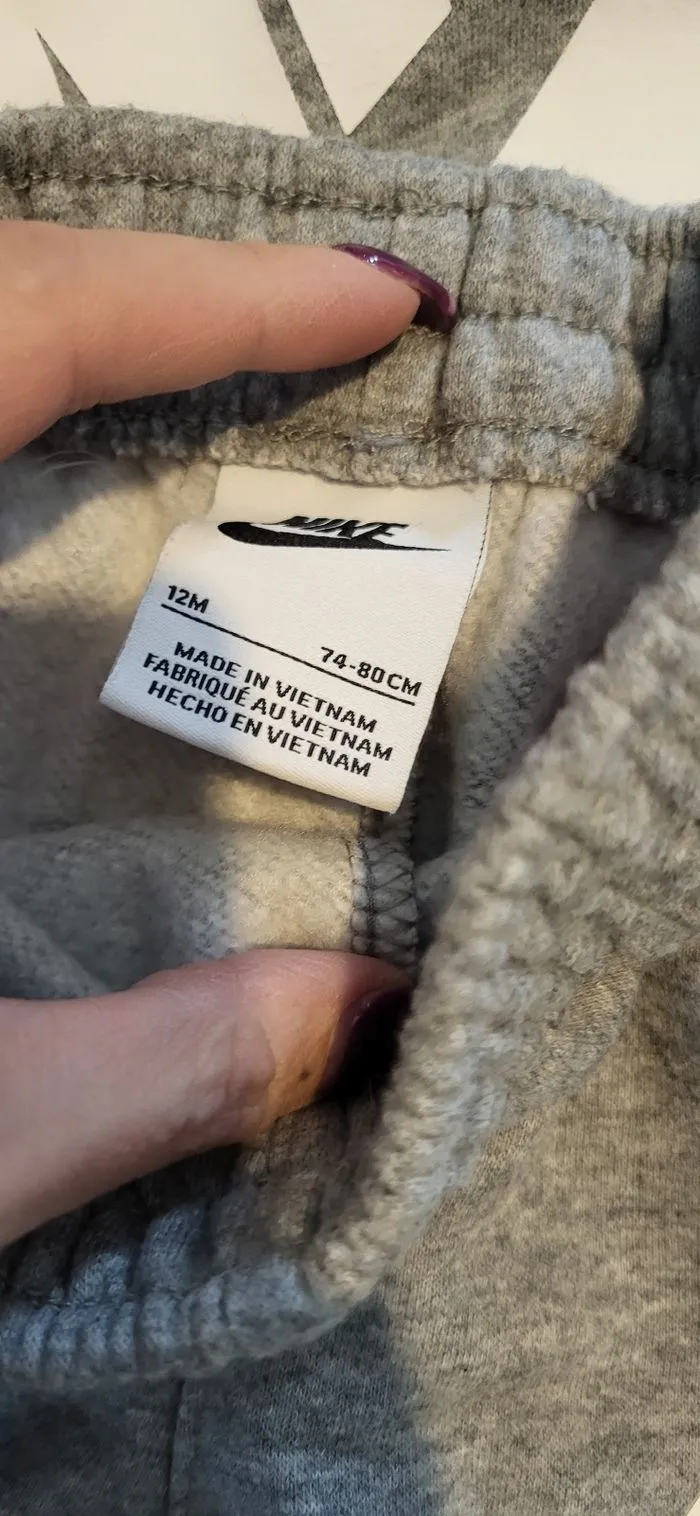 NIKE
12M
74-80CM
MADE IN VIETNAM
FABRIQUÉ AU VIETNAM
HECHO EN VIETNAM